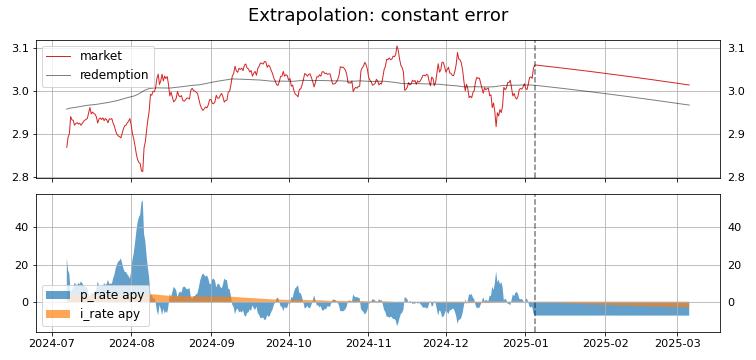 Extrapolation: constant error
3.1 3.1
market
redemption
3.0 3.0
2.9 2.9
2.8 2.8
40 40
20 20
p_rate apy
0 0
i_rate apy
2024-07 2024-08 2024-09 2024-10 2024-11 2024-12 2025-01 2025-02 2025-03